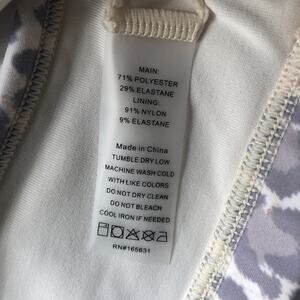 MAIN:
71% POLYESTER
29% ELASTANE
LINING:
91% NYLON
9% ELASTANE
Made in China
TUMBLE DRY LOW
MACHINE WASH COLD
WITH LIKE COLORS
DO NOT DRY CLEAN
DO NOT BLEACH
COOL IRON IF NEEDED
RN#165631